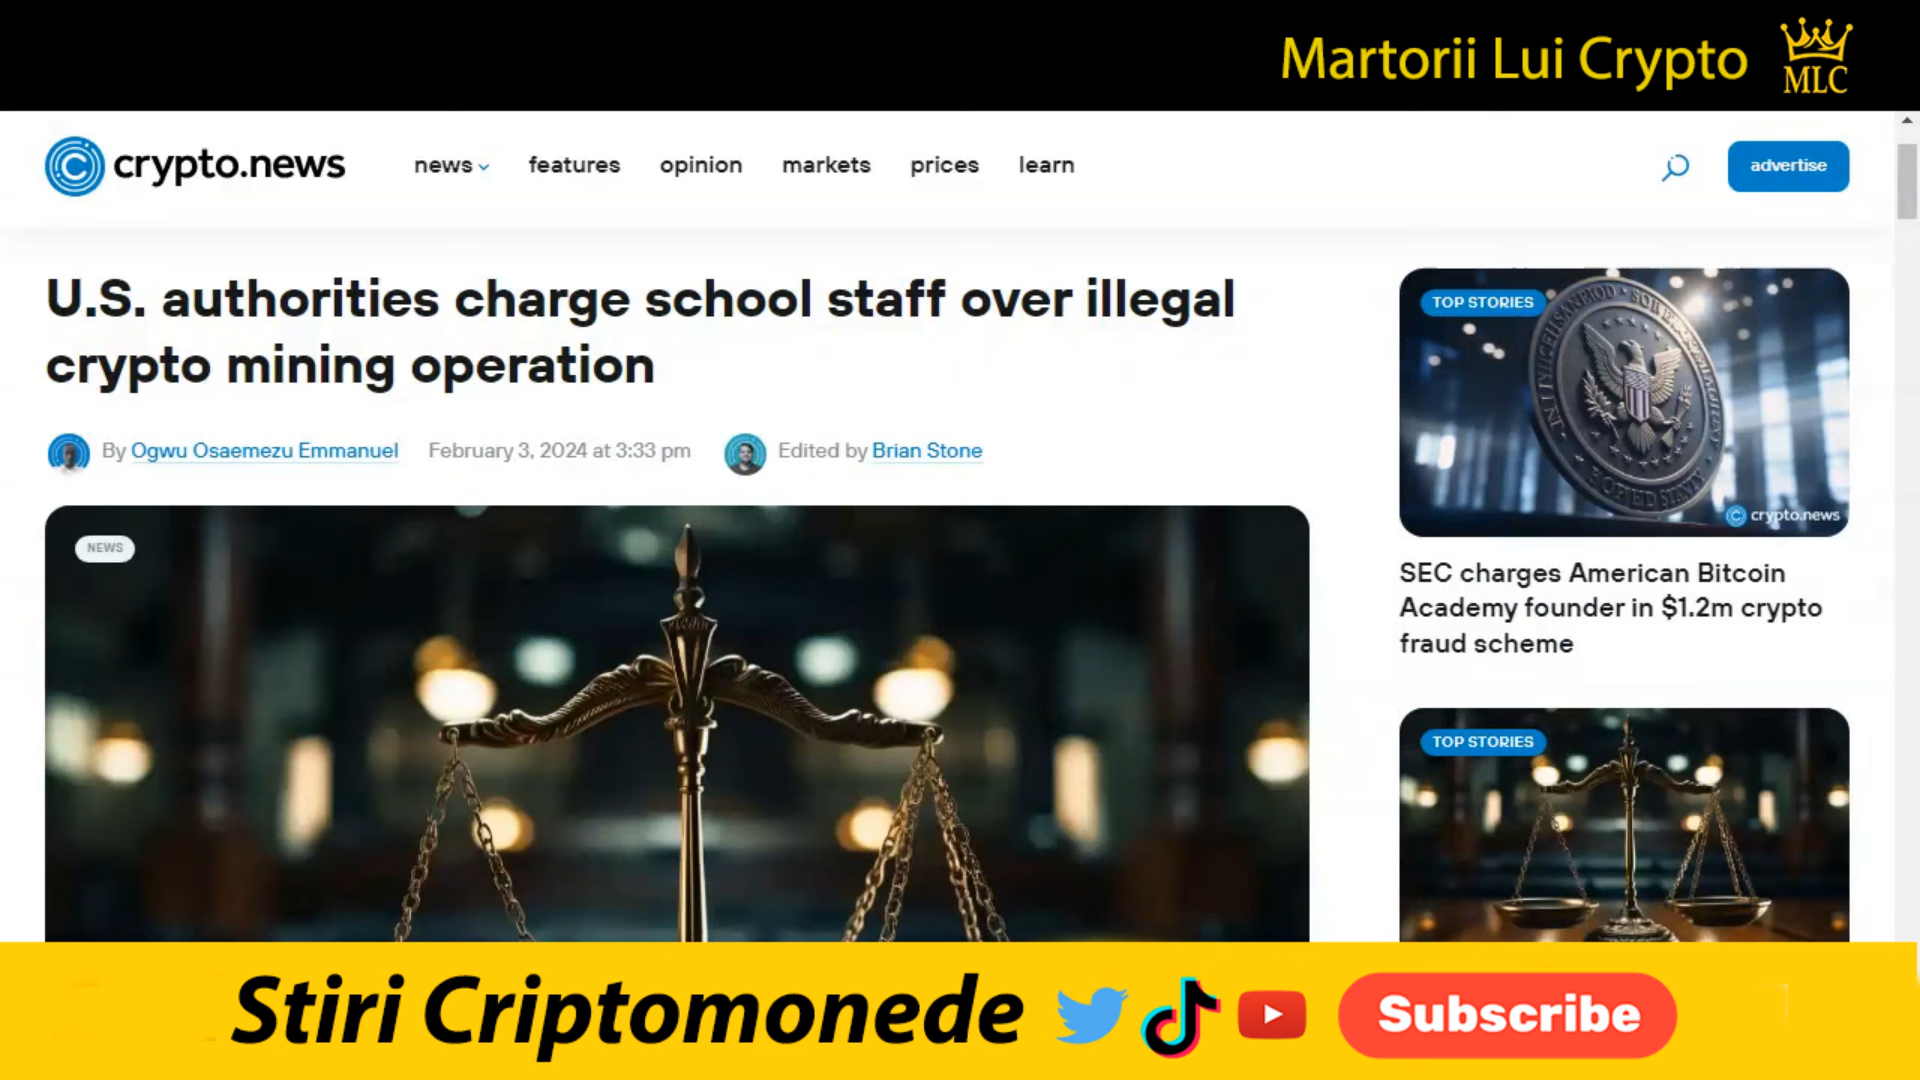 Martorii Lui Crypto
MLC
crypto.news
news features opinion markets prices learn
advertise
U.S. authorities charge school staff over illegal
crypto mining operation
By Ogwu Osaemezu Emmanuel February 3, 2024 at 3:33 pm Edited by Brian Stone
NEWS
TOP STORIES
crypto.news
SEC charges American Bitcoin
Academy founder in $1.2m crypto
fraud scheme
TOP STORIES
Stiri Criptomonede
Subscribe